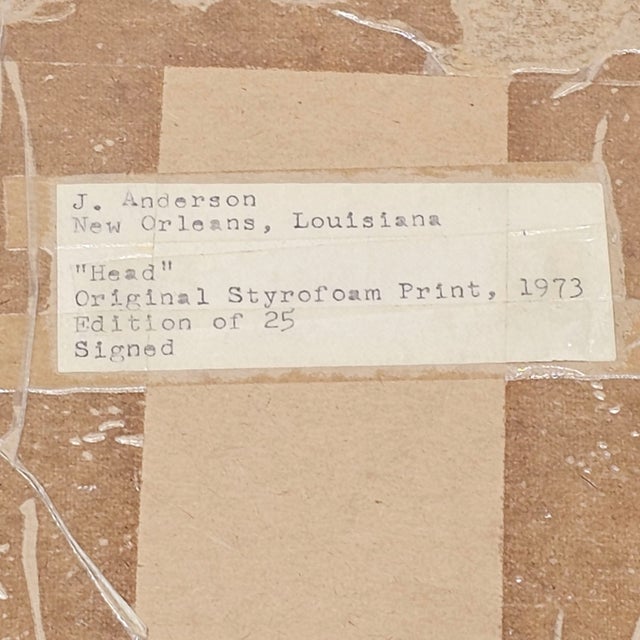 J. Anderson
New Orleans, Louisiana
"Head"
Original Styrofoam Print, 1973
Edition of 25
Signed